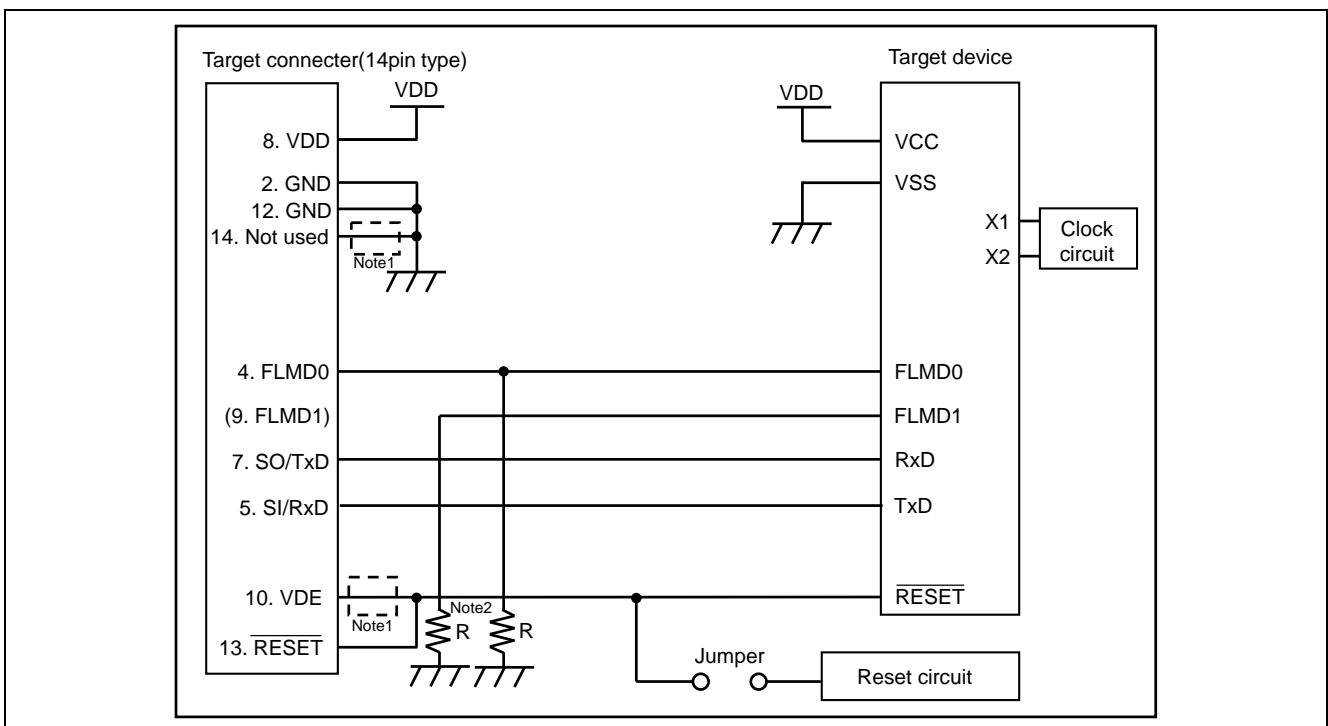 Target connecter(14pin type)
VDD
8. VDD
2. GND
12. GND
14. Not used
Note1
4. FLMD0
(9. FLMD1)
7. SO/TxD
5. SI/RxD
10. VDE
Note1
13. RESET
Note2
R
R
Target device
VDD
VCC
VSS
X1
X2
Clock
circuit
FLMD0
FLMD1
RxD
TxD
RESET
Jumper
Reset circuit